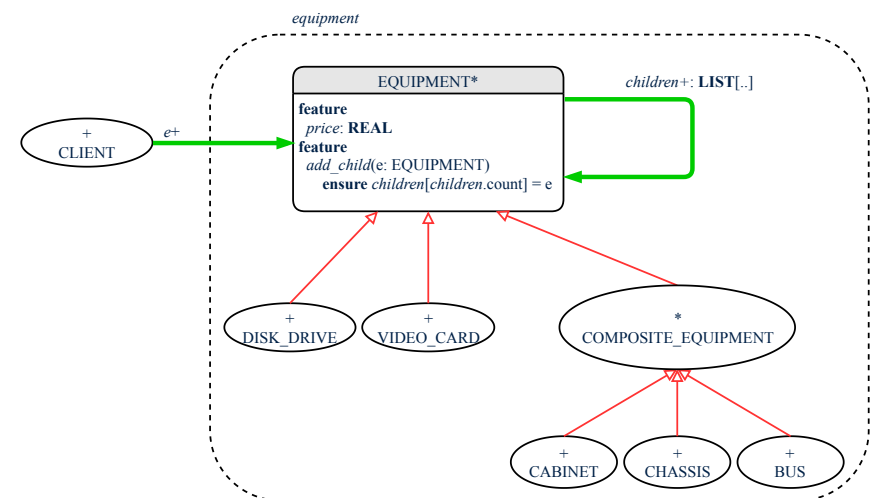 equipment
EQUIPMENT*
children+: LIST[..]
feature
price: REAL
feature
add_child(e: EQUIPMENT)
ensure children[children.count] = e
+
CLIENT
e+
+
DISK_DRIVE
+
VIDEO_CARD
*
COMPOSITE_EQUIPMENT
+
CABINET
+
CHASSIS
+
BUS